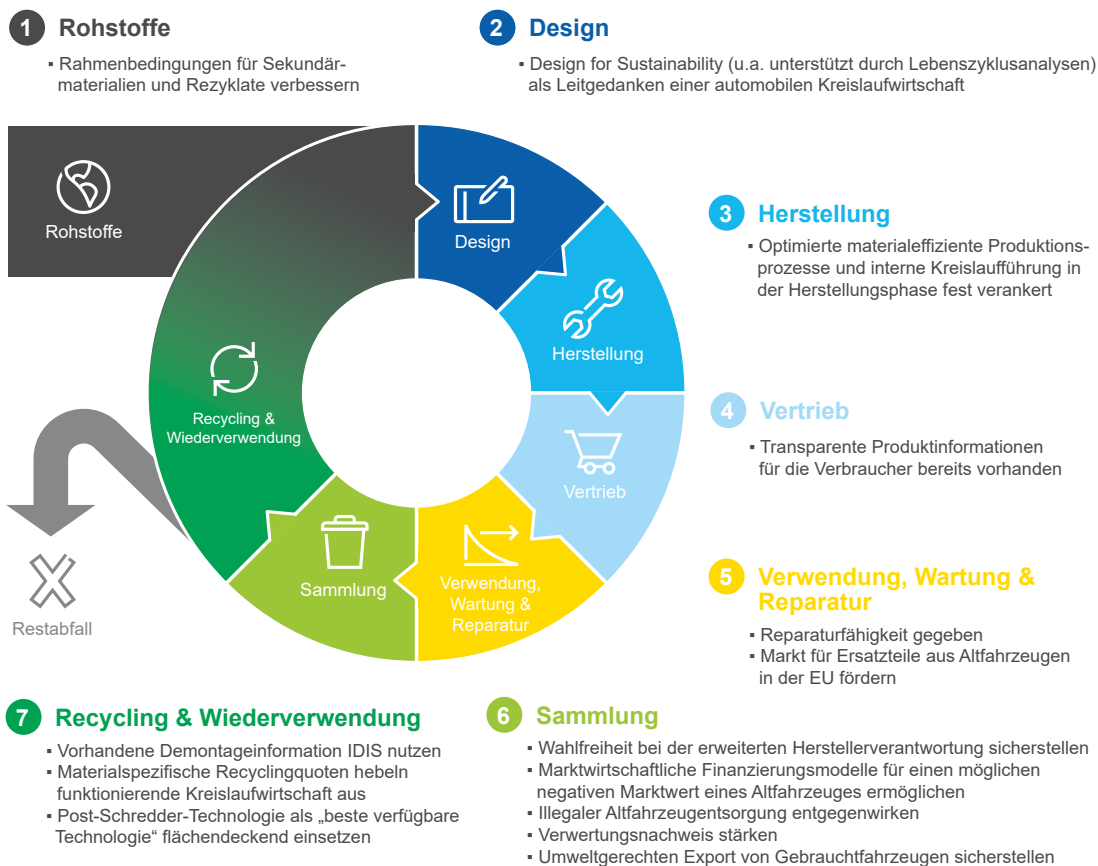 1 Rohstoffe
▪ Rahmenbedingungen für Sekundär-
materialien und Rezyklate verbessern
2 Design
▪ Design for Sustainability (u.a. unterstützt durch Lebenszyklusanalysen)
als Leitgedanken einer automobilen Kreislaufwirtschaft
Rohstoffe
Design
3 Herstellung
▪ Optimierte materialeffiziente Produktions-
prozesse und interne Kreislaufführung in
der Herstellungsphase fest verankert
Herstellung
Recycling &
Wiederverwendung
4 Vertrieb
▪ Transparente Produktinformationen
für die Verbraucher bereits vorhanden
Vertrieb
Sammlung
Verwendung,
Wartung &
Reparatur
5 Verwendung, Wartung &
Reparatur
▪ Reparaturfähigkeit gegeben
▪ Markt für Ersatzteile aus Altfahrzeugen
in der EU fördern
Restabfall
7 Recycling & Wiederverwendung
▪ Vorhandene Demontageinformation IDIS nutzen
▪ Materialspezifische Recyclingquoten hebeln
funktionierende Kreislaufwirtschaft aus
▪ Post-Schredder-Technologie als „beste verfügbare
Technologie“ flächendeckend einsetzen
6 Sammlung
▪ Wahlfreiheit bei der erweiterten Herstellerverantwortung sicherstellen
▪ Marktwirtschaftliche Finanzierungsmodelle für einen möglichen
negativen Marktwert eines Altfahrzeuges ermöglichen
▪ Illegaler Altfahrzeugentsorgung entgegenwirken
▪ Verwertungsnachweis stärken
▪ Umweltgerechten Export von Gebrauchtfahrzeugen sicherstellen